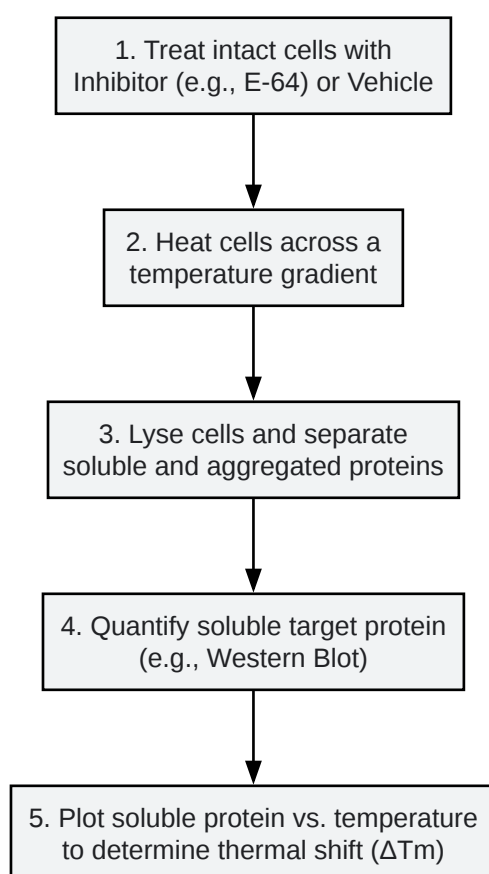 1. Treat intact cells with
Inhibitor (e.g., E-64) or Vehicle
2. Heat cells across a
temperature gradient
3. Lyse cells and separate
soluble and aggregated proteins
4. Quantify soluble target protein
(e.g., Western Blot)
5. Plot soluble protein vs. temperature
to determine thermal shift (ΔTm)